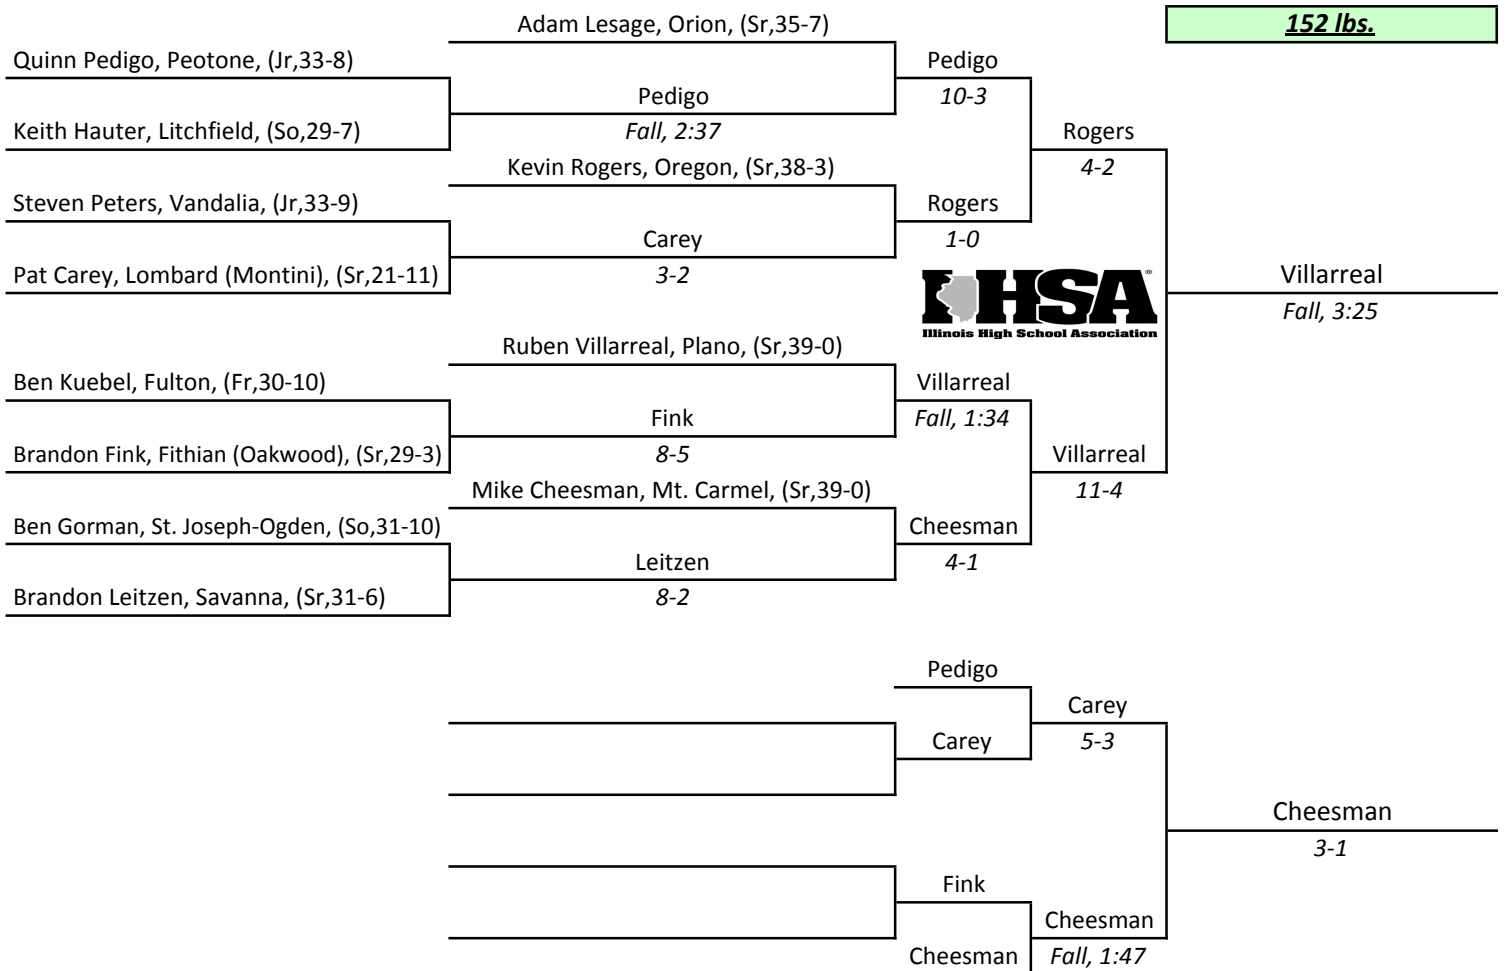 Adam Lesage, Orion, (Sr,35-7)
152 lbs.
Quinn Pedigo, Peotone, (Jr,33-8)
Pedigo
Pedigo
10-3
Keith Hauter, Litchfield, (So,29-7)
Fall, 2:37
Rogers
Kevin Rogers, Oregon, (Sr,38-3)
4-2
Steven Peters, Vandalia, (Jr,33-9)
Rogers
Carey
1-0
Pat Carey, Lombard (Montini), (Sr,21-11)
3-2
IHSA
Illinois High School Association
Villarreal
Fall, 3:25
Ruben Villarreal, Plano, (Sr,39-0)
Ben Kuebel, Fulton, (Fr,30-10)
Villarreal
Fink
Fall, 1:34
Brandon Fink, Fithian (Oakwood), (Sr,29-3)
8-5
Villarreal
Mike Cheesman, Mt. Carmel, (Sr,39-0)
11-4
Ben Gorman, St. Joseph-Ogden, (So,31-10)
Cheesman
Leitzen
4-1
Brandon Leitzen, Savanna, (Sr,31-6)
8-2
Pedigo
Carey
Carey
5-3
Cheesman
3-1
Fink
Cheesman
Cheesman
Fall, 1:47